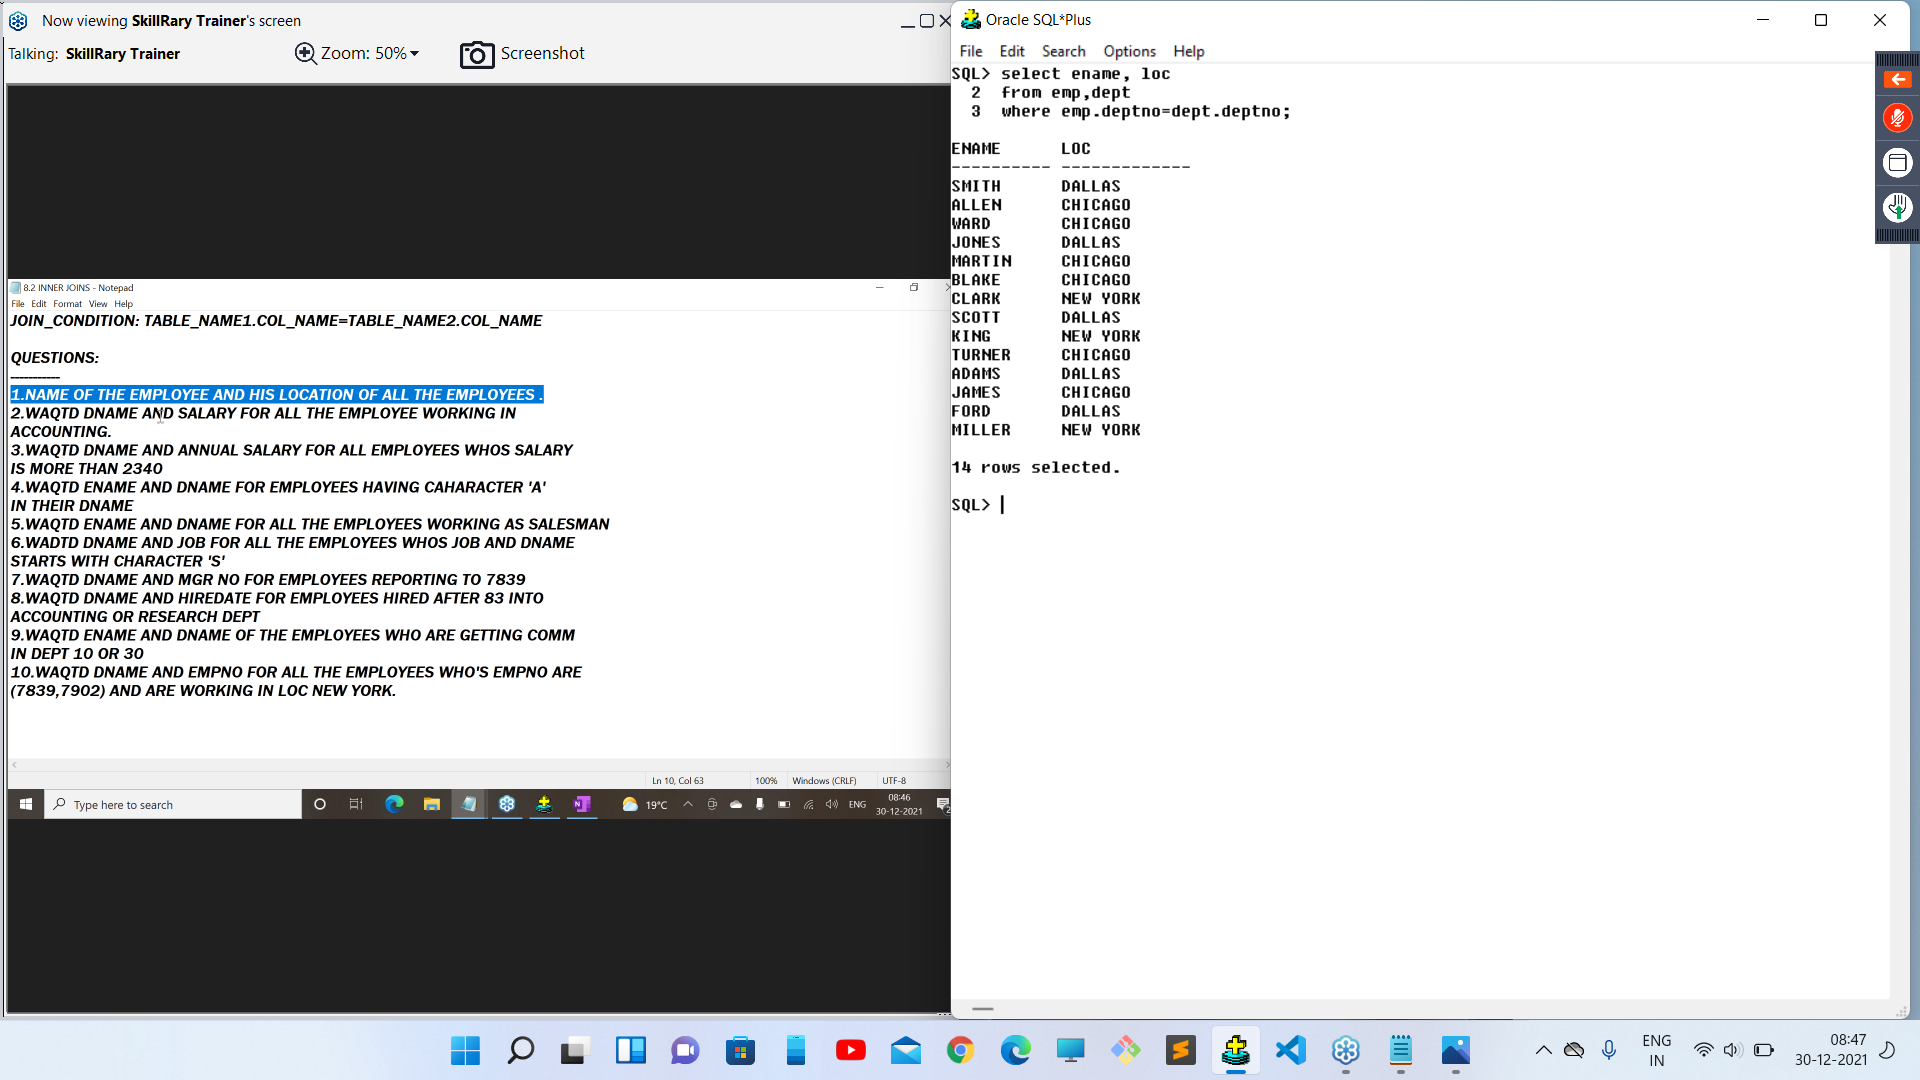 Now viewing SkillRary Trainer's screen
Talking: SkillRary Trainer
Zoom: 50%
Screenshot
8.2 INNER JOINS - Notepad
File Edit Format View Help
JOIN_CONDITION: TABLE_NAME1.COL_NAME=TABLE_NAME2.COL_NAME
QUESTIONS:
-----------
1.NAME OF THE EMPLOYEE AND HIS LOCATION OF ALL THE EMPLOYEES .
2.WAQTD DNAME AND SALARY FOR ALL THE EMPLOYEE WORKING IN
ACCOUNTING.
3.WAQTD DNAME AND ANNUAL SALARY FOR ALL EMPLOYEES WHOS SALARY
IS MORE THAN 2340
4.WAQTD ENAME AND DNAME FOR EMPLOYEES HAVING CAHARACTER 'A'
IN THEIR DNAME
5.WAQTD ENAME AND DNAME FOR ALL THE EMPLOYEES WORKING AS SALESMAN
6.WADTD DNAME AND JOB FOR ALL THE EMPLOYEES WHOS JOB AND DNAME
STARTS WITH CHARACTER 'S'
7.WAQTD DNAME AND MGR NO FOR EMPLOYEES REPORTING TO 7839
8.WAQTD DNAME AND HIREDATE FOR EMPLOYEES HIRED AFTER 83 INTO
ACCOUNTING OR RESEARCH DEPT
9.WAQTD ENAME AND DNAME OF THE EMPLOYEES WHO ARE GETTING COMM
IN DEPT 10 OR 30
10.WAQTD DNAME AND EMPNO FOR ALL THE EMPLOYEES WHO'S EMPNO ARE
(7839,7902) AND ARE WORKING IN LOC NEW YORK.
Ln 10, Col 63 100% Windows (CRLF) UTF-8
Type here to search
19°C
ENG
08:46
30-12-2021
2
Oracle SQL*Plus
File Edit Search Options Help
SQL> select ename, loc
2 from emp,dept
3 where emp.deptno=dept.deptno;
ENAME LOC
---------- -------------
SMITH DALLAS
ALLEN CHICAGO
WARD CHICAGO
JONES DALLAS
MARTIN CHICAGO
BLAKE CHICAGO
CLARK NEW YORK
SCOTT DALLAS
KING NEW YORK
TURNER CHICAGO
ADAMS DALLAS
JAMES CHICAGO
FORD DALLAS
MILLER NEW YORK
14 rows selected.
SQL>
ENG
IN
08:47
30-12-2021